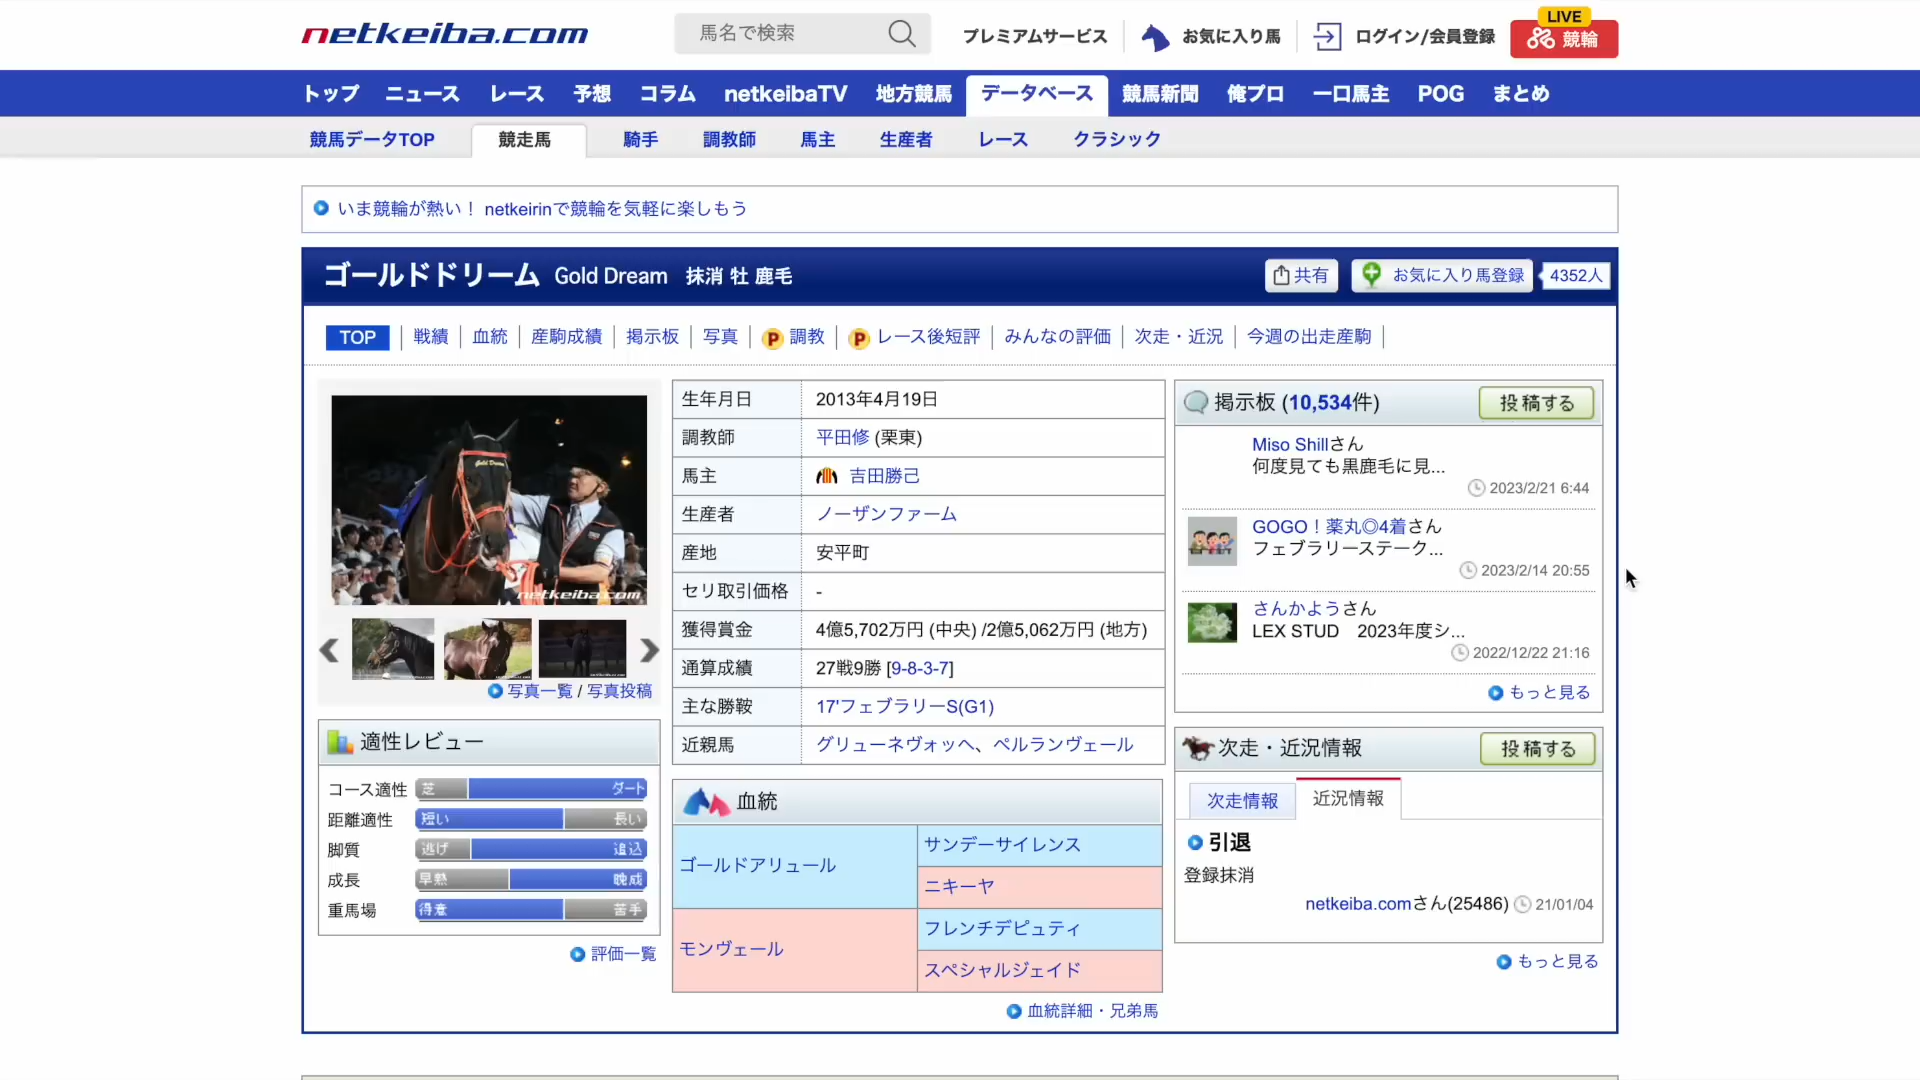 netkeiba.com
馬名で検索
プレミアムサービス
お気に入り馬
ログイン/会員登録
LIVE
競輪
トップ ニュース レース 予想 コラム netkeibaTV 地方競馬 データベース 競馬新聞 俺プロ 一口馬主 POG まとめ
競馬データTOP 競走馬 騎手 調教師 馬主 生産者 レース クラシック
いま競輪が熱い！ netkeirinで競輪を気軽に楽しもう
ゴールドドリーム Gold Dream 抹消 牡 鹿毛
共有
お気に入り馬登録
4352人
TOP 戦績 血統 産駒成績 掲示板 写真 P 調教 P レース後短評 みんなの評価 次走・近況 今週の出走産駒
Gold Dream
netkeiba.com
写真一覧 / 写真投稿
適性レビュー
コース適性 芝 ダート
距離適性 短い 長い
脚質 逃げ 追込
成長 早熟 晩成
重馬場 得意 苦手
評価一覧
生年月日 2013年4月19日
調教師 平田修 (栗東)
馬主 吉田勝己
生産者 ノーザンファーム
産地 安平町
セリ取引価格 -
獲得賞金 4億5,702万円 (中央) /2億5,062万円 (地方)
通算成績 27戦9勝 [9-8-3-7]
主な勝鞍 17'フェブラリーS(G1)
近親馬 グリューネヴォッヘ、ペルランヴェール
血統
ゴールドアリュール
サンデーサイレンス
ニキーヤ
モンヴェール
フレンチデピュティ
スペシャルジェイド
血統詳細・兄弟馬
掲示板 (10,534件)
投稿する
Miso Shillさん
何度見ても黒鹿毛に見...
2023/2/21 6:44
GOGO！薬丸◎4着さん
フェブラリーステーク...
2023/2/14 20:55
さんかようさん
LEX STUD 2023年度シ...
2022/12/22 21:16
もっと見る
次走・近況情報
投稿する
次走情報 近況情報
引退
登録抹消
netkeiba.comさん(25486) 21/01/04
もっと見る